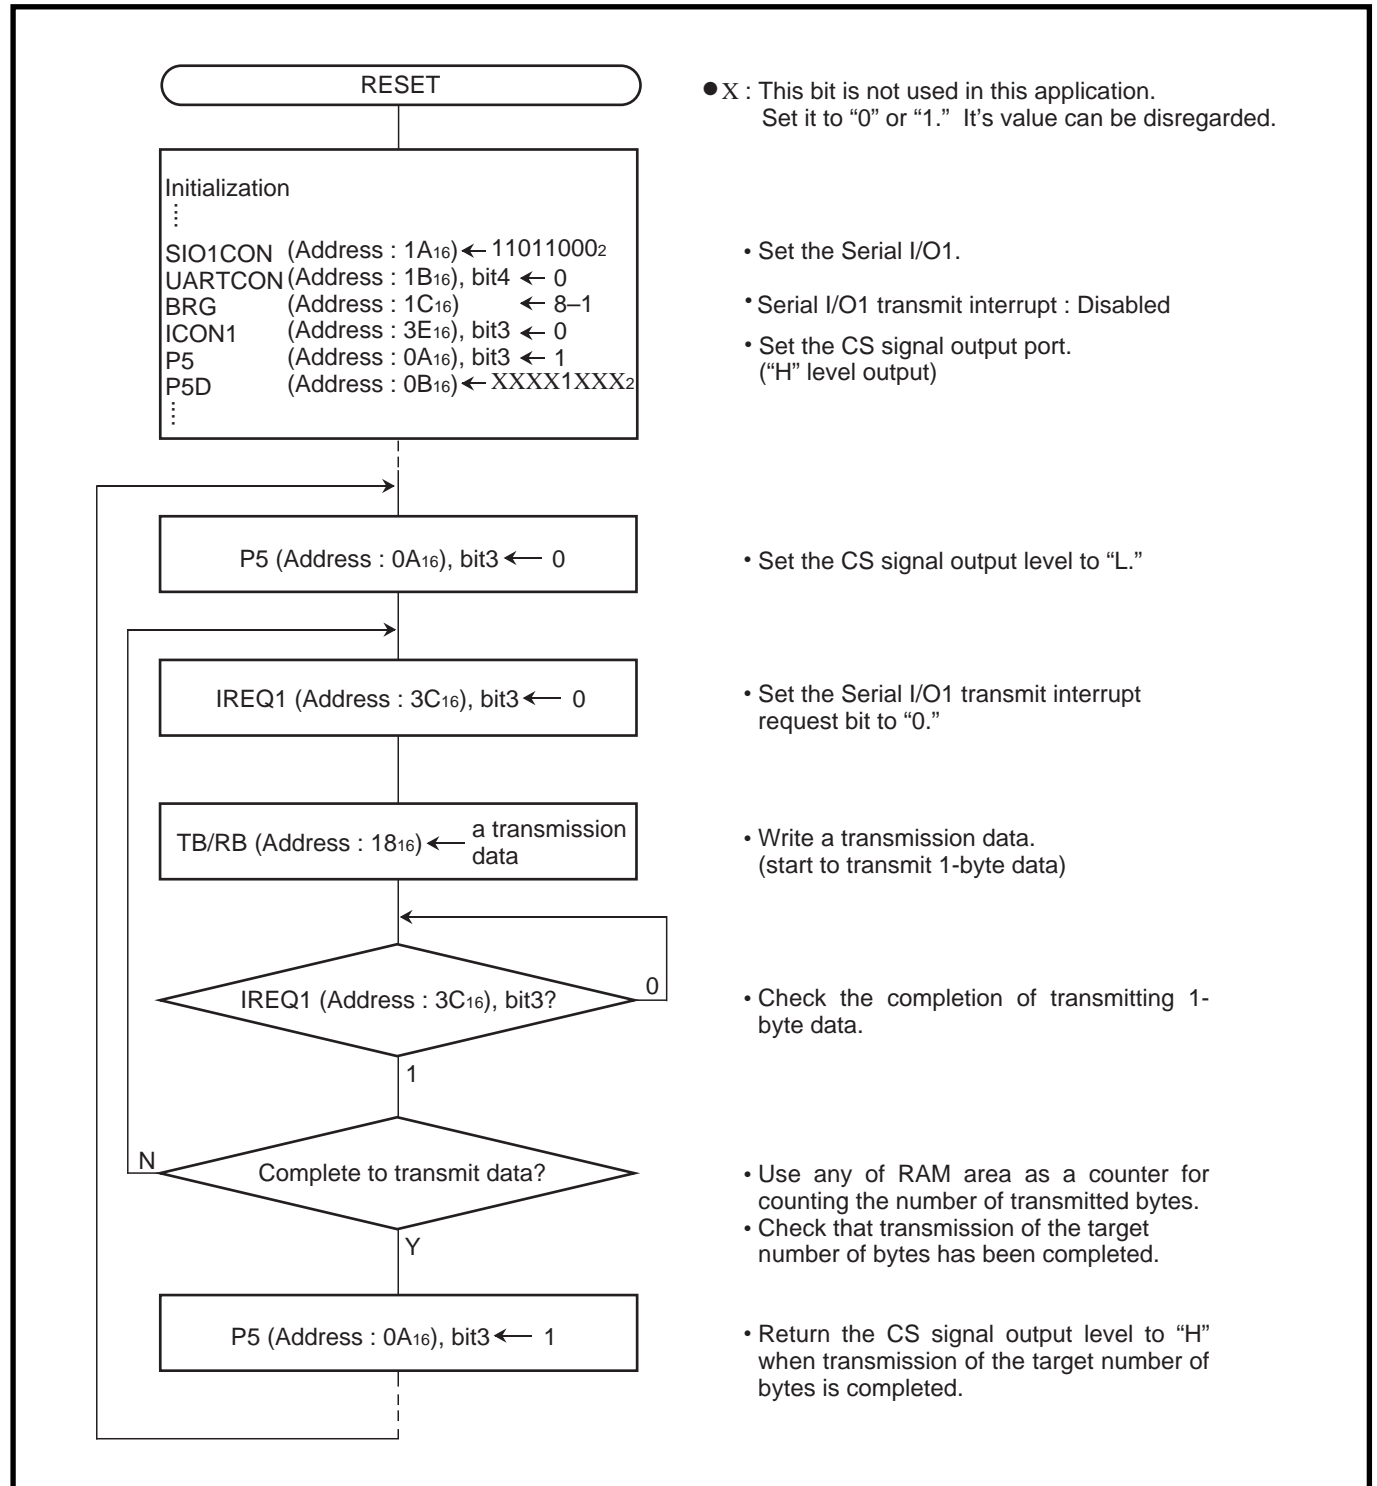 RESET
●X : This bit is not used in this application.
Set it to “0” or “1.” It’s value can be disregarded.
Initialization
SIO1CON (Address : 1A16) ← 110110002
UARTCON (Address : 1B16), bit4 ← 0
BRG (Address : 1C16) ← 8–1
ICON1 (Address : 3E16), bit3 ← 0
P5 (Address : 0A16), bit3 ← 1
P5D (Address : 0B16) ← XXXX1XXX2
• Set the Serial I/O1.
• Serial I/O1 transmit interrupt : Disabled
• Set the CS signal output port.
(“H” level output)
P5 (Address : 0A16), bit3 ← 0
• Set the CS signal output level to “L.”
IREQ1 (Address : 3C16), bit3 ← 0
• Set the Serial I/O1 transmit interrupt
request bit to “0.”
TB/RB (Address : 1816) ← a transmission
data
• Write a transmission data.
(start to transmit 1-byte data)
IREQ1 (Address : 3C16), bit3?
0
1
• Check the completion of transmitting 1-
byte data.
N
Complete to transmit data?
Y
• Use any of RAM area as a counter for
counting the number of transmitted bytes.
• Check that transmission of the target
number of bytes has been completed.
P5 (Address : 0A16), bit3 ← 1
• Return the CS signal output level to “H”
when transmission of the target number of
bytes is completed.